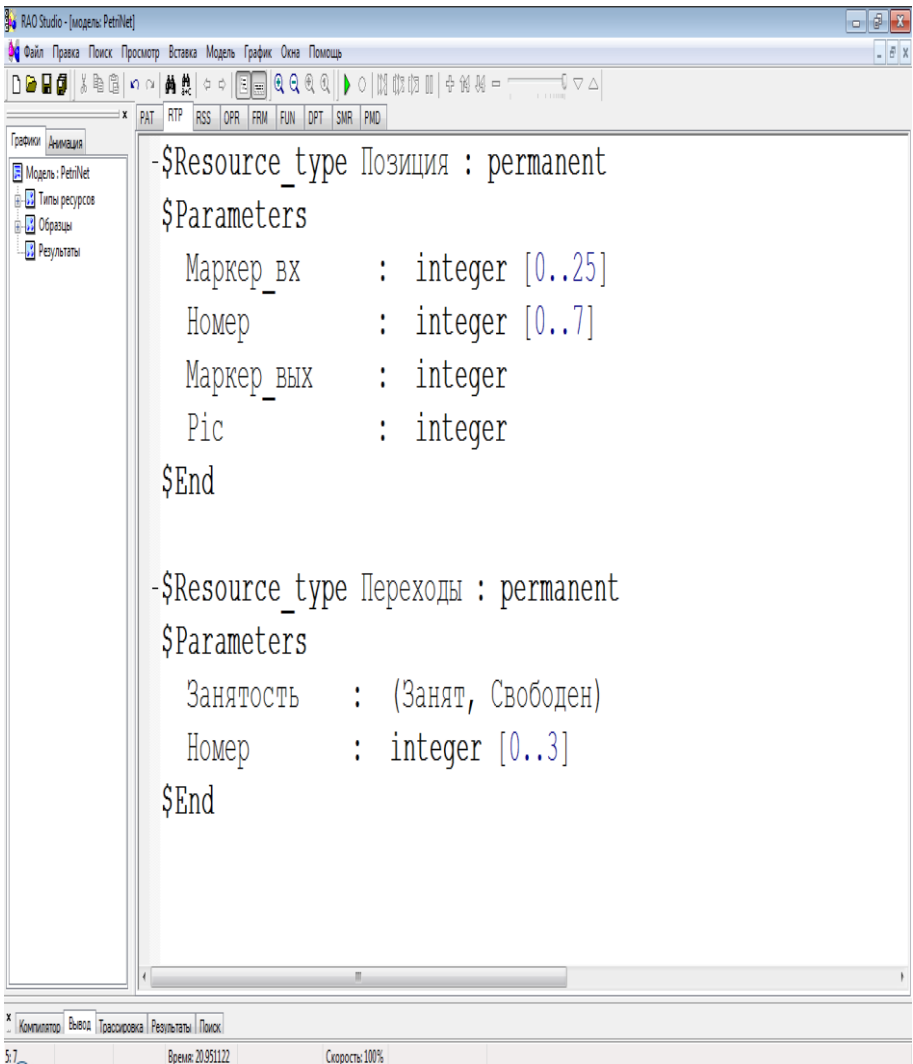 RAO Studio - [модель: PetriNet]
Файл Правка Поиск Просмотр Вставка Модель График Окна Помощь
PAT RTP RSS OPR FRM FUN DPT SMR PMD
Графики Анимация
Модель : PetriNet
Типы ресурсов
Образцы
Результаты
$Resource_type Позиция : permanent
$Parameters
Маркер_вх : integer [0..25]
Номер : integer [0..7]
Маркер_вых : integer
Pic : integer
$End
$Resource_type Переходы : permanent
$Parameters
Занятость : (Занят, Свободен)
Номер : integer [0..3]
$End
Компилятор Вывод Трассировка Результаты Поиск
5: 7 Время: 20.951122 Скорость: 100%